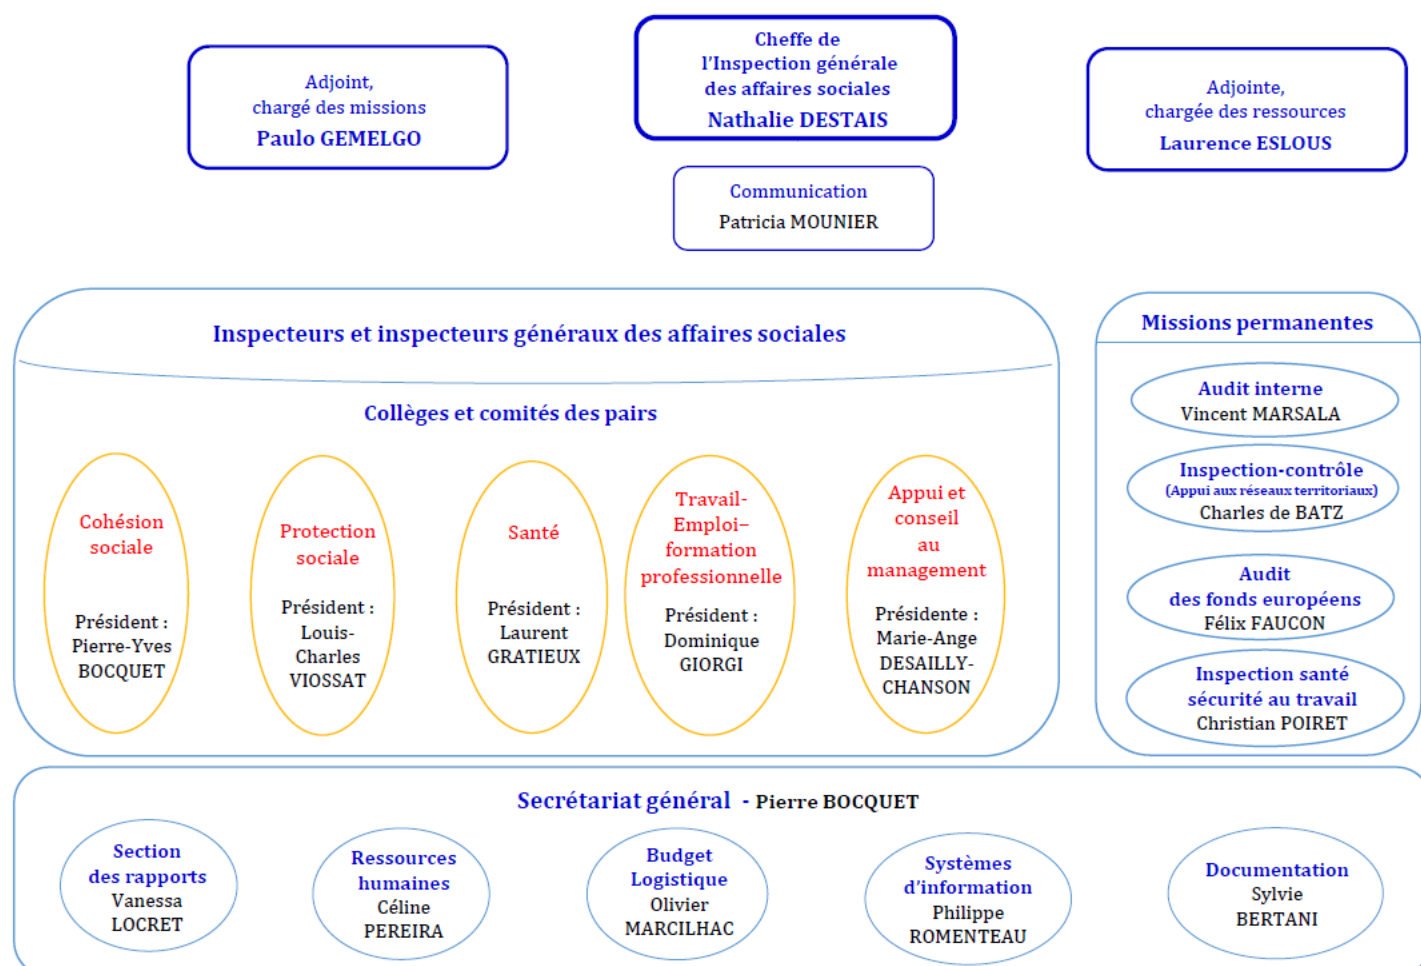 Adjoint,
chargé des missions
Paulo GEMELGO
Cheffe de
l’Inspection générale
des affaires sociales
Nathalie DESTAIS
Adjointe,
chargée des ressources
Laurence ESLOUS
Communication
Patricia MOUNIER
Inspecteurs et inspecteurs généraux des affaires sociales
Collèges et comités des pairs
Cohésion
sociale
Président :
Pierre-Yves
BOCQUET
Protection
sociale
Président :
Louis-
Charles
VIOSSAT
Santé
Président :
Laurent
GRATIEUX
Travail-
Emploi–
formation
professionnelle
Président :
Dominique
GIORGI
Appui et
conseil
au
management
Présidente :
Marie-Ange
DESAILLY-
CHANSON
Missions permanentes
Audit interne
Vincent MARSALA
Inspection-contrôle
(Appui aux réseaux territoriaux)
Charles de BATZ
Audit
des fonds européens
Félix FAUCON
Inspection santé
sécurité au travail
Christian POIRET
Secrétariat général - Pierre BOCQUET
Section
des rapports
Vanessa
LOCRET
Ressources
humaines
Céline
PEREIRA
Budget
Logistique
Olivier
MARCILHAC
Systèmes
d’information
Philippe
ROMENTEAU
Documentation
Sylvie
BERTANI